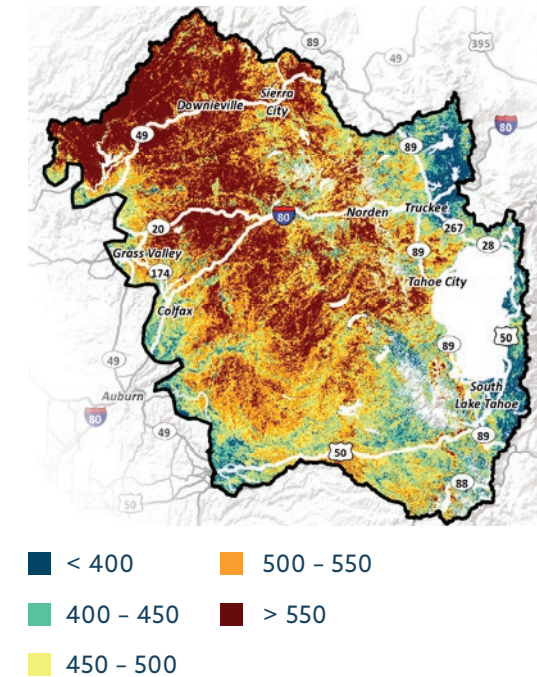 89
395
49
Sierra
City
Downieville
80
49
89
80
Norden
Truckee
20
267
28
Grass Valley
89
174
Tahoe City
Colfax
50
89
49
South
Lake Tahoe
Auburn
80
49
89
50
88
50
< 400
500 – 550
400 – 450
> 550
450 – 500